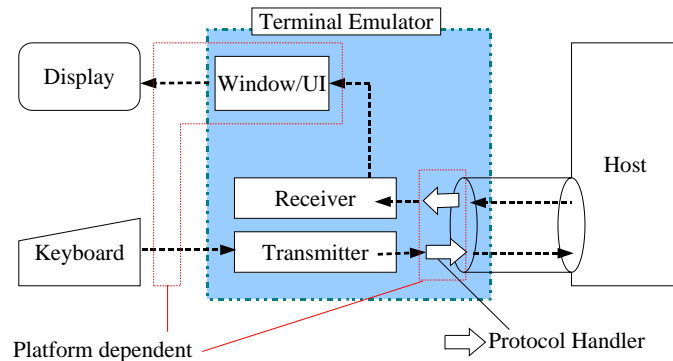 Terminal Emulator
Display
Window/UI
Host
Receiver
Keyboard
Transmitter
Platform dependent
Protocol Handler